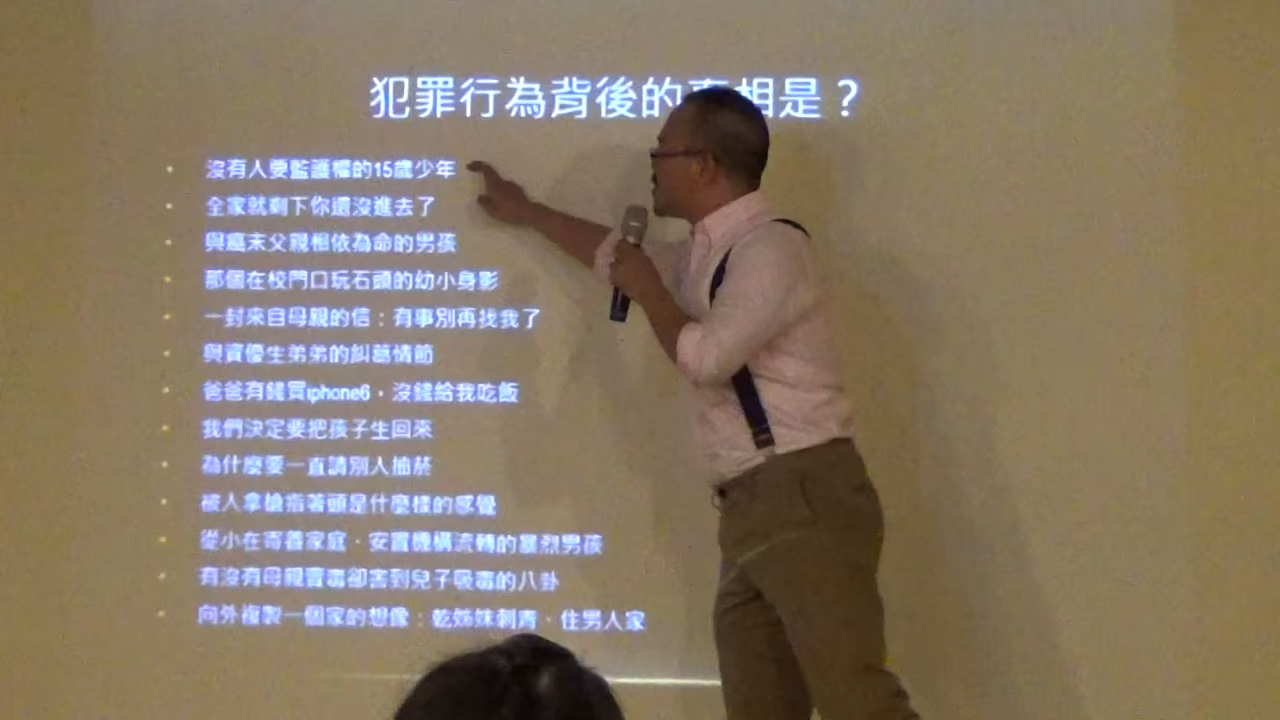 犯罪行為背後的真相是？
• 沒有人要監護權的15歲少年
• 全家就剩下你還沒進去了
• 與癌末父親相依為命的男孩
• 那個在校門口玩石頭的幼小身影
• 一封來自母親的信：有事別再找我了
• 與資優生弟弟的糾葛情節
• 爸爸有錢買iphone6，沒錢給我吃飯
• 我們決定要把孩子生回來
• 為什麼要一直請別人抽菸
• 被人拿槍指著頭是什麼樣的感覺
• 從小在寄養家庭、安置機構流轉的暴烈男孩
• 有沒有母親賣毒卻害到兒子吸毒的八卦
• 向外複製一個家的想像：乾姊妹刺青、住男人家